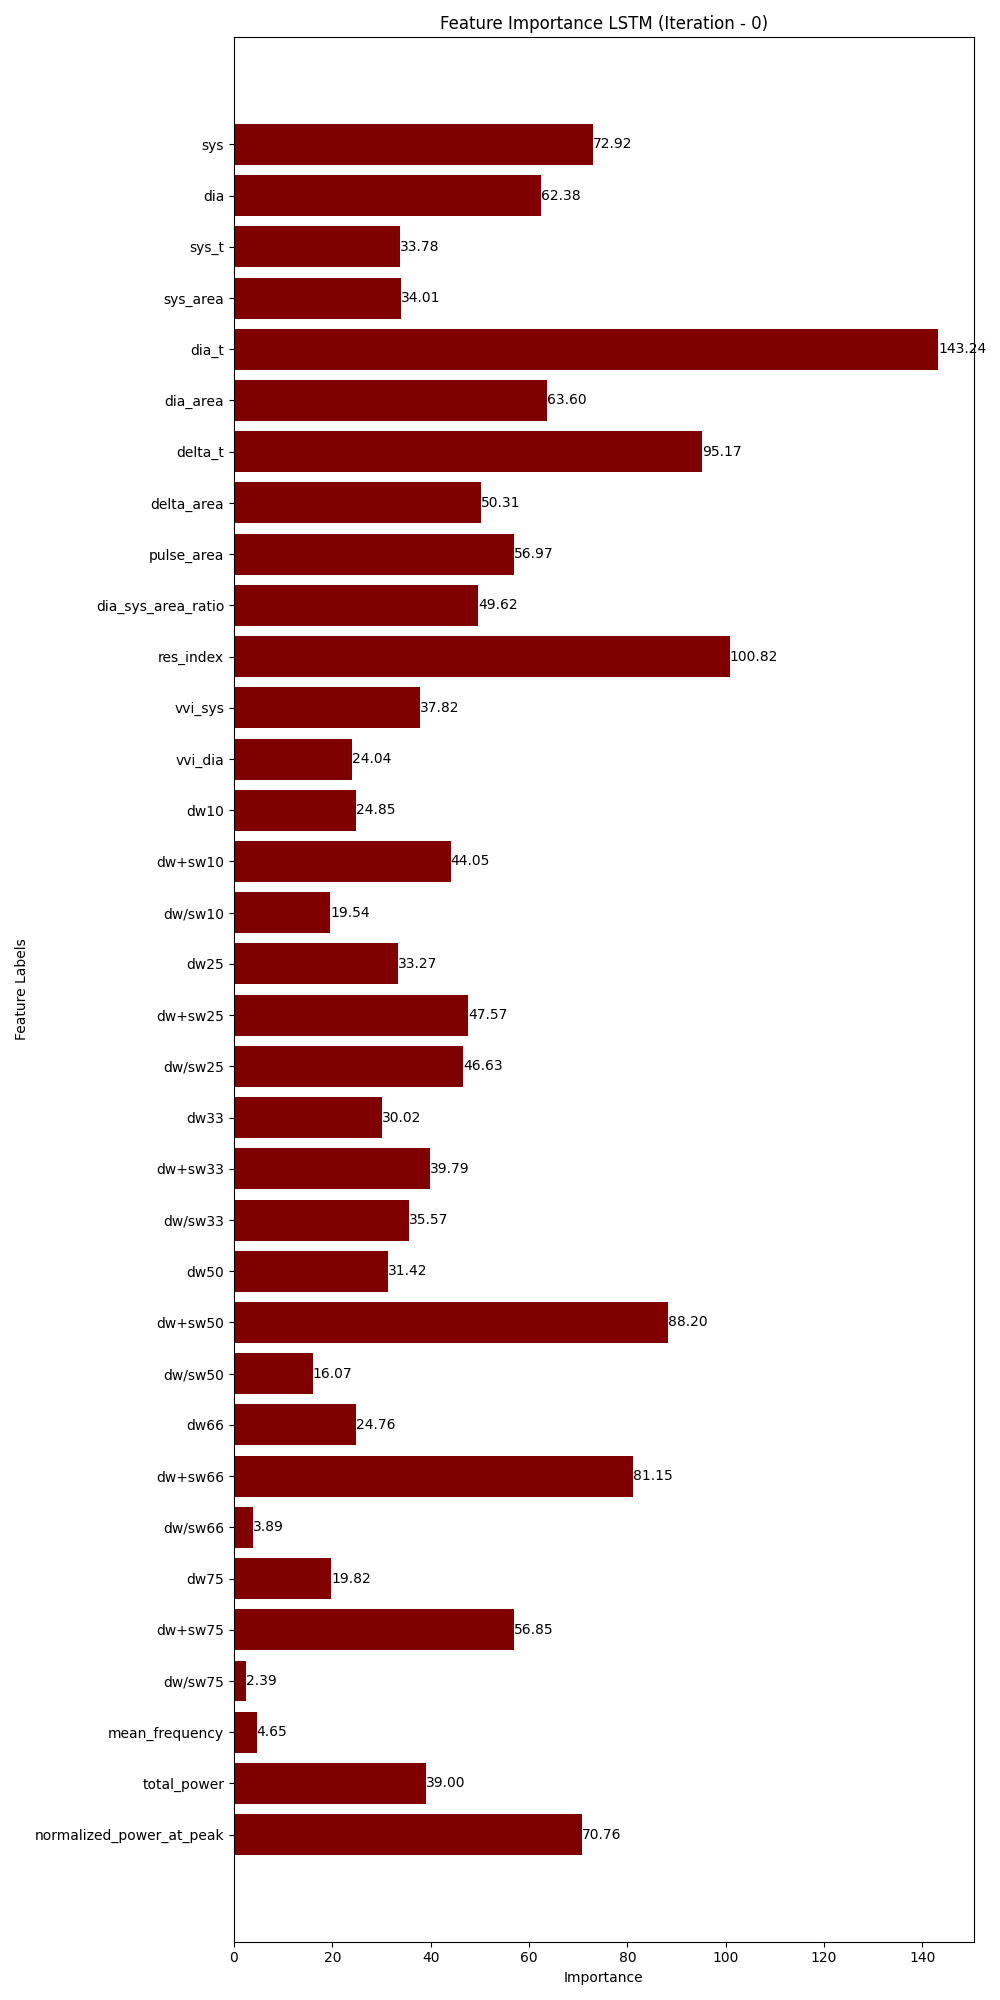 Feature Importance LSTM (Iteration - 0)
sys 72.92
dia 62.38
sys_t 33.78
sys_area 34.01
dia_t 143.24
dia_area 63.60
delta_t 95.17
delta_area 50.31
pulse_area 56.97
dia_sys_area_ratio 49.62
res_index 100.82
vvi_sys 37.82
vvi_dia 24.04
dw10 24.85
dw+sw10 44.05
dw/sw10 19.54
dw25 33.27
dw+sw25 47.57
dw/sw25 46.63
dw33 30.02
dw+sw33 39.79
dw/sw33 35.57
dw50 31.42
dw+sw50 88.20
dw/sw50 16.07
dw66 24.76
dw+sw66 81.15
dw/sw66 3.89
dw75 19.82
dw+sw75 56.85
dw/sw75 2.39
mean_frequency 4.65
total_power 39.00
normalized_power_at_peak 70.76
Feature Labels
0 20 40 60 80 100 120 140
Importance